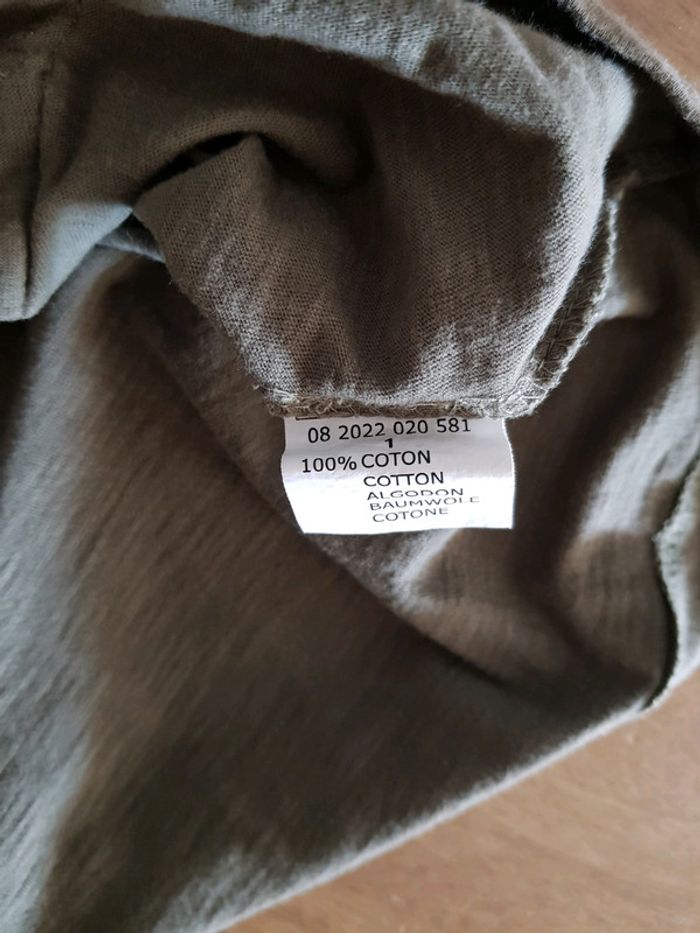 08 2022 020 581
1
100% COTON
COTTON
ALGODON
BAUMWOLE
COTONE